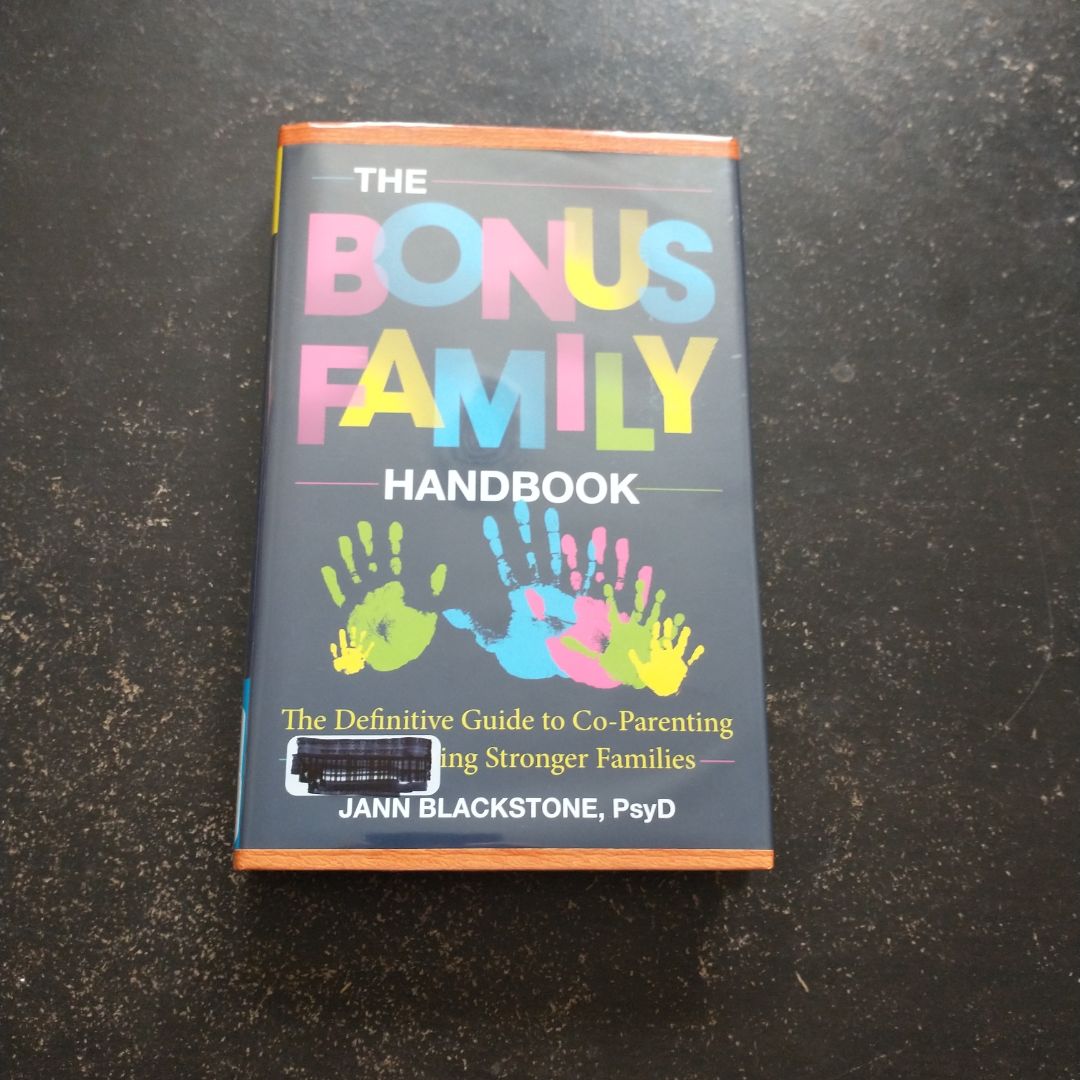 THE
BONUS
FAMILY
HANDBOOK
The Definitive Guide to Co-Parenting
ing Stronger Families
JANN BLACKSTONE, PsyD